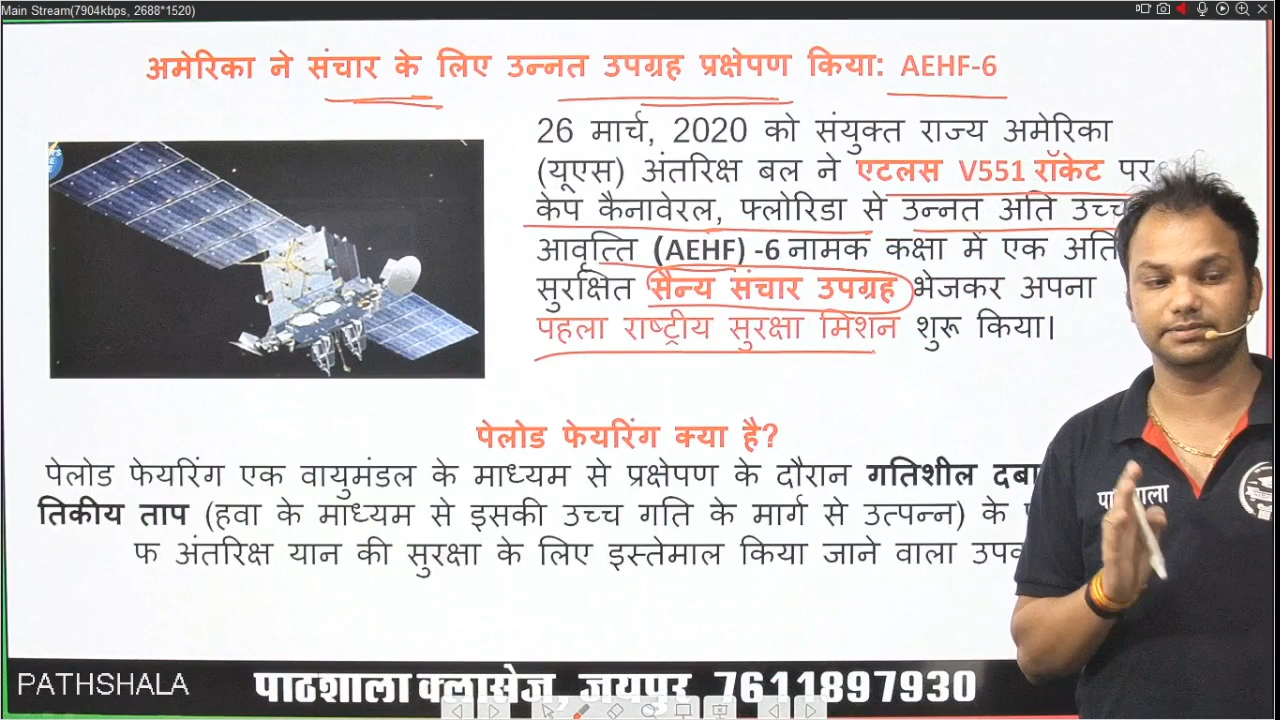 Main Stream(7904kbps, 2688*1520)
अमेरिका ने संचार के लिए उन्नत उपग्रह प्रक्षेपण किया: AEHF-6
26 मार्च, 2020 को संयुक्त राज्य अमेरिका
(यूएस) अंतरिक्ष बल ने एटलस V551 रॉकेट पर
केप कैनावेरल, फ्लोरिडा से उन्नत अति उच्च
आवृत्ति (AEHF) -6 नामक कक्षा में एक अति
सुरक्षित सैन्य संचार उपग्रह भेजकर अपना
पहला राष्ट्रीय सुरक्षा मिशन शुरू किया।
पेलोड फेयरिंग क्या है?
पेलोड फेयरिंग एक वायुमंडल के माध्यम से प्रक्षेपण के दौरान गतिशील
तिकीय ताप (हवा के माध्यम से इसकी उच्च गति के मार्ग से उत्पन्न) के
अंतरिक्ष यान की सुरक्षा के लिए इस्तेमाल किया जाने वाला
PATHSHALA
पाठशाला क्लासेज, जयपुर 7611897930